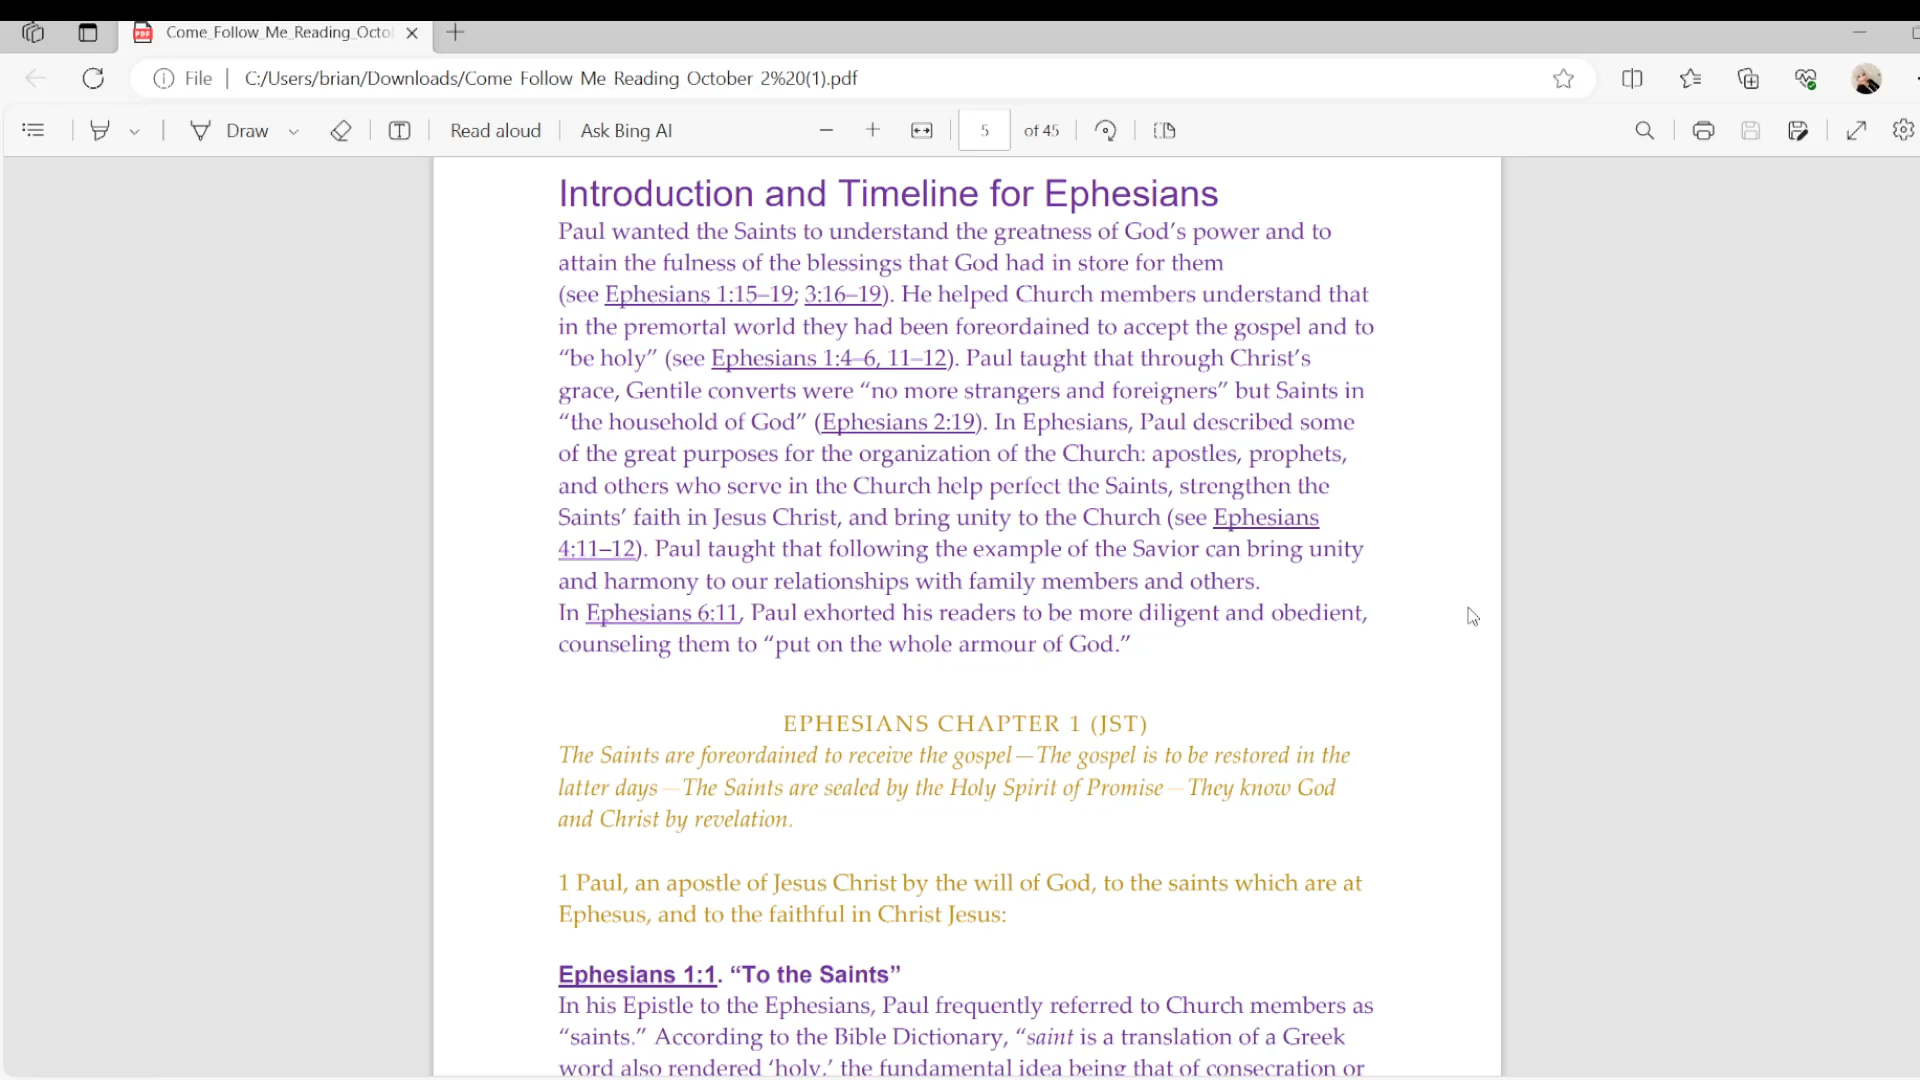 Come_Follow_Me_Reading_Octo
File
C:/Users/brian/Downloads/Come Follow Me Reading October 2%20(1).pdf
Draw
Read aloud
Ask Bing AI
5
of 45
Introduction and Timeline for Ephesians
Paul wanted the Saints to understand the greatness of God’s power and to
attain the fulness of the blessings that God had in store for them
(see Ephesians 1:15–19; 3:16–19). He helped Church members understand that
in the premortal world they had been foreordained to accept the gospel and to
“be holy” (see Ephesians 1:4–6, 11–12). Paul taught that through Christ’s
grace, Gentile converts were “no more strangers and foreigners” but Saints in
“the household of God” (Ephesians 2:19). In Ephesians, Paul described some
of the great purposes for the organization of the Church: apostles, prophets,
and others who serve in the Church help perfect the Saints, strengthen the
Saints’ faith in Jesus Christ, and bring unity to the Church (see Ephesians
4:11–12). Paul taught that following the example of the Savior can bring unity
and harmony to our relationships with family members and others.
In Ephesians 6:11, Paul exhorted his readers to be more diligent and obedient,
counseling them to “put on the whole armour of God.”
EPHESIANS CHAPTER 1 (JST)
The Saints are foreordained to receive the gospel—The gospel is to be restored in the
latter days—The Saints are sealed by the Holy Spirit of Promise—They know God
and Christ by revelation.
1 Paul, an apostle of Jesus Christ by the will of God, to the saints which are at
Ephesus, and to the faithful in Christ Jesus:
Ephesians 1:1. “To the Saints”
In his Epistle to the Ephesians, Paul frequently referred to Church members as
“saints.” According to the Bible Dictionary, “saint is a translation of a Greek
word also rendered ‘holy,’ the fundamental idea being that of consecration or